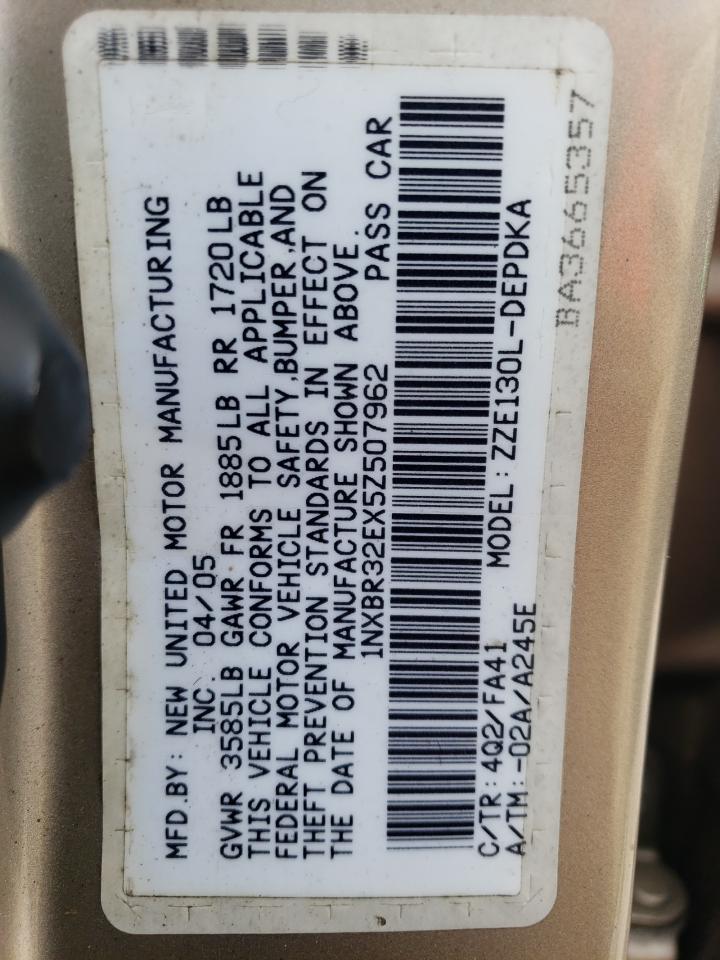 MFD.BY: NEW UNITED MOTOR MANUFACTURING
INC. 04/05
GVWR 3585LB GAWR FR 1885LB RR 1720LB
THIS VEHICLE CONFORMS TO ALL APPLICABLE
FEDERAL MOTOR VEHICLE SAFETY,BUMPER,AND
THEFT PREVENTION STANDARDS IN EFFECT ON
THE DATE OF MANUFACTURE SHOWN ABOVE.
1NXBR32EX5Z507962 PASS CAR
C/TR: 4Q2/FA41 MODEL: ZZE130L-DEPDKA
A/TM:-02A/A245E
BA3665357